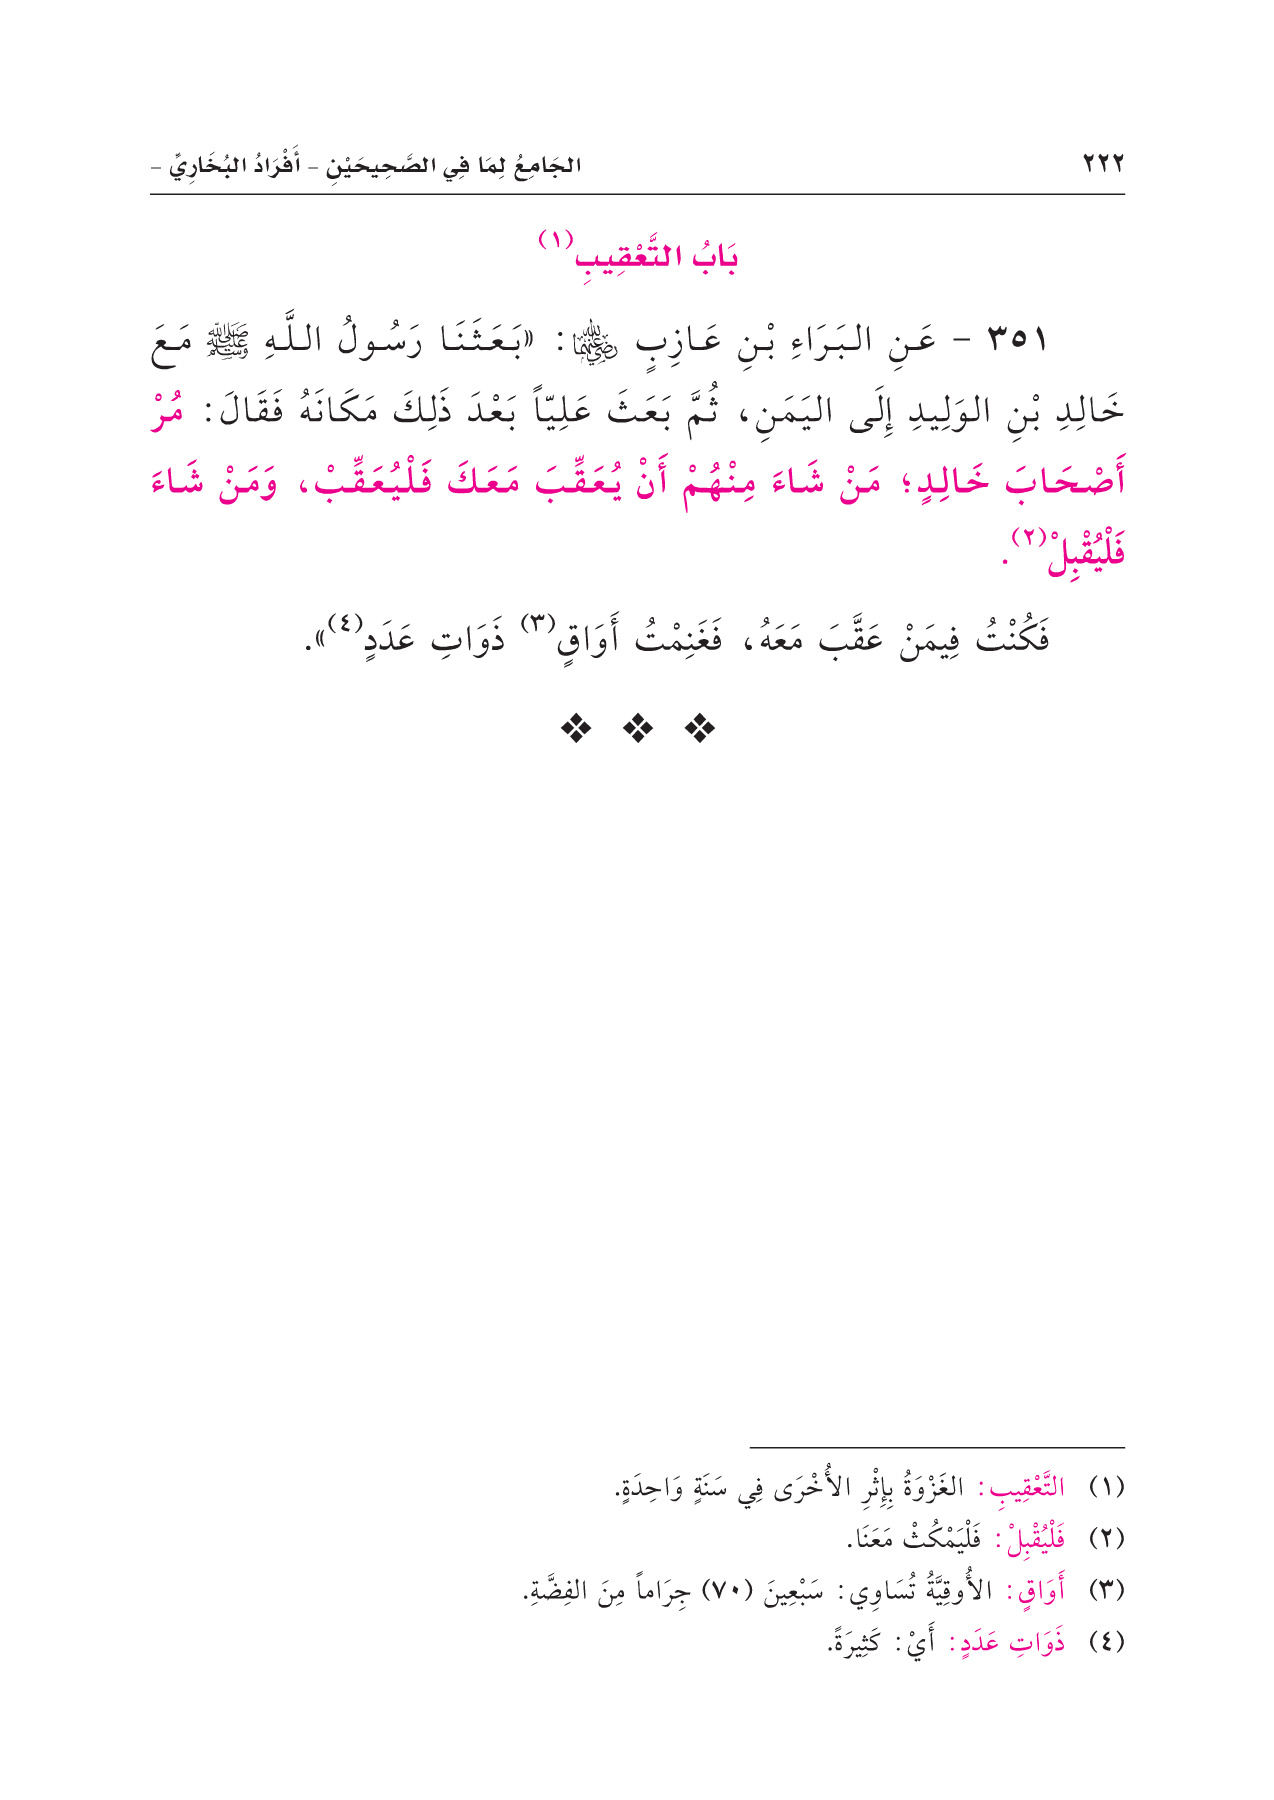 ٢٢٢ الجَامِعُ لِمَا فِي الصَّحِيحَيْنِ - أَفْرَادُ البُخَارِيِّ -
بَابُ التَّعْقِيبِ(١)
٣٥١ - عَنِ البَرَاءِ بْنِ عَازِبٍ رضي الله عنهما: «بَعَثَنَا رَسُولُ اللَّهِ ﷺ مَعَ
خَالِدِ بْنِ الوَلِيدِ إِلَى اليَمَنِ، ثُمَّ بَعَثَ عَلِيّاً بَعْدَ ذَلِكَ مَكَانَهُ فَقَالَ: مُرْ
أَصْحَابَ خَالِدٍ؛ مَنْ شَاءَ مِنْهُمْ أَنْ يُعَقِّبَ مَعَكَ فَلْيُعَقِّبْ، وَمَنْ شَاءَ
فَلْيُقْبِلْ(٢).
فَكُنْتُ فِيمَنْ عَقَّبَ مَعَهُ، فَغَنِمْتُ أَوَاقٍ(٣) ذَوَاتِ عَدَدٍ(٤)».
(١) التَّعْقِيبِ: الغَزْوَةُ بِإِثْرِ الأُخْرَى فِي سَنَةٍ وَاحِدَةٍ.
(٢) فَلْيُقْبِلْ: فَلْيَمْكُثْ مَعَنَا.
(٣) أَوَاقٍ: الأُوقِيَّةُ تُسَاوِي: سَبْعِينَ (٧٠) جِرَاماً مِنَ الفِضَّةِ.
(٤) ذَوَاتِ عَدَدٍ: أَيْ: كَثِيرَةً.